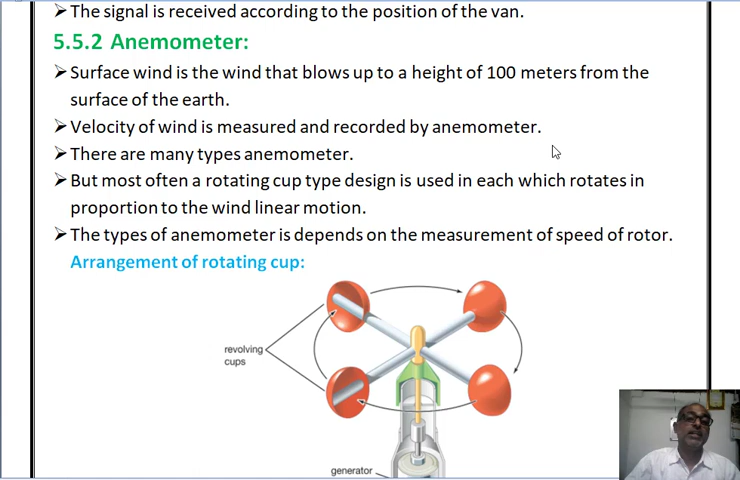 ➢ The signal is received according to the position of the van.
5.5.2 Anemometer:
➢ Surface wind is the wind that blows up to a height of 100 meters from the
surface of the earth.
➢ Velocity of wind is measured and recorded by anemometer.
➢ There are many types anemometer.
➢ But most often a rotating cup type design is used in each which rotates in
proportion to the wind linear motion.
➢ The types of anemometer is depends on the measurement of speed of rotor.
Arrangement of rotating cup:
revolving
cups
generator